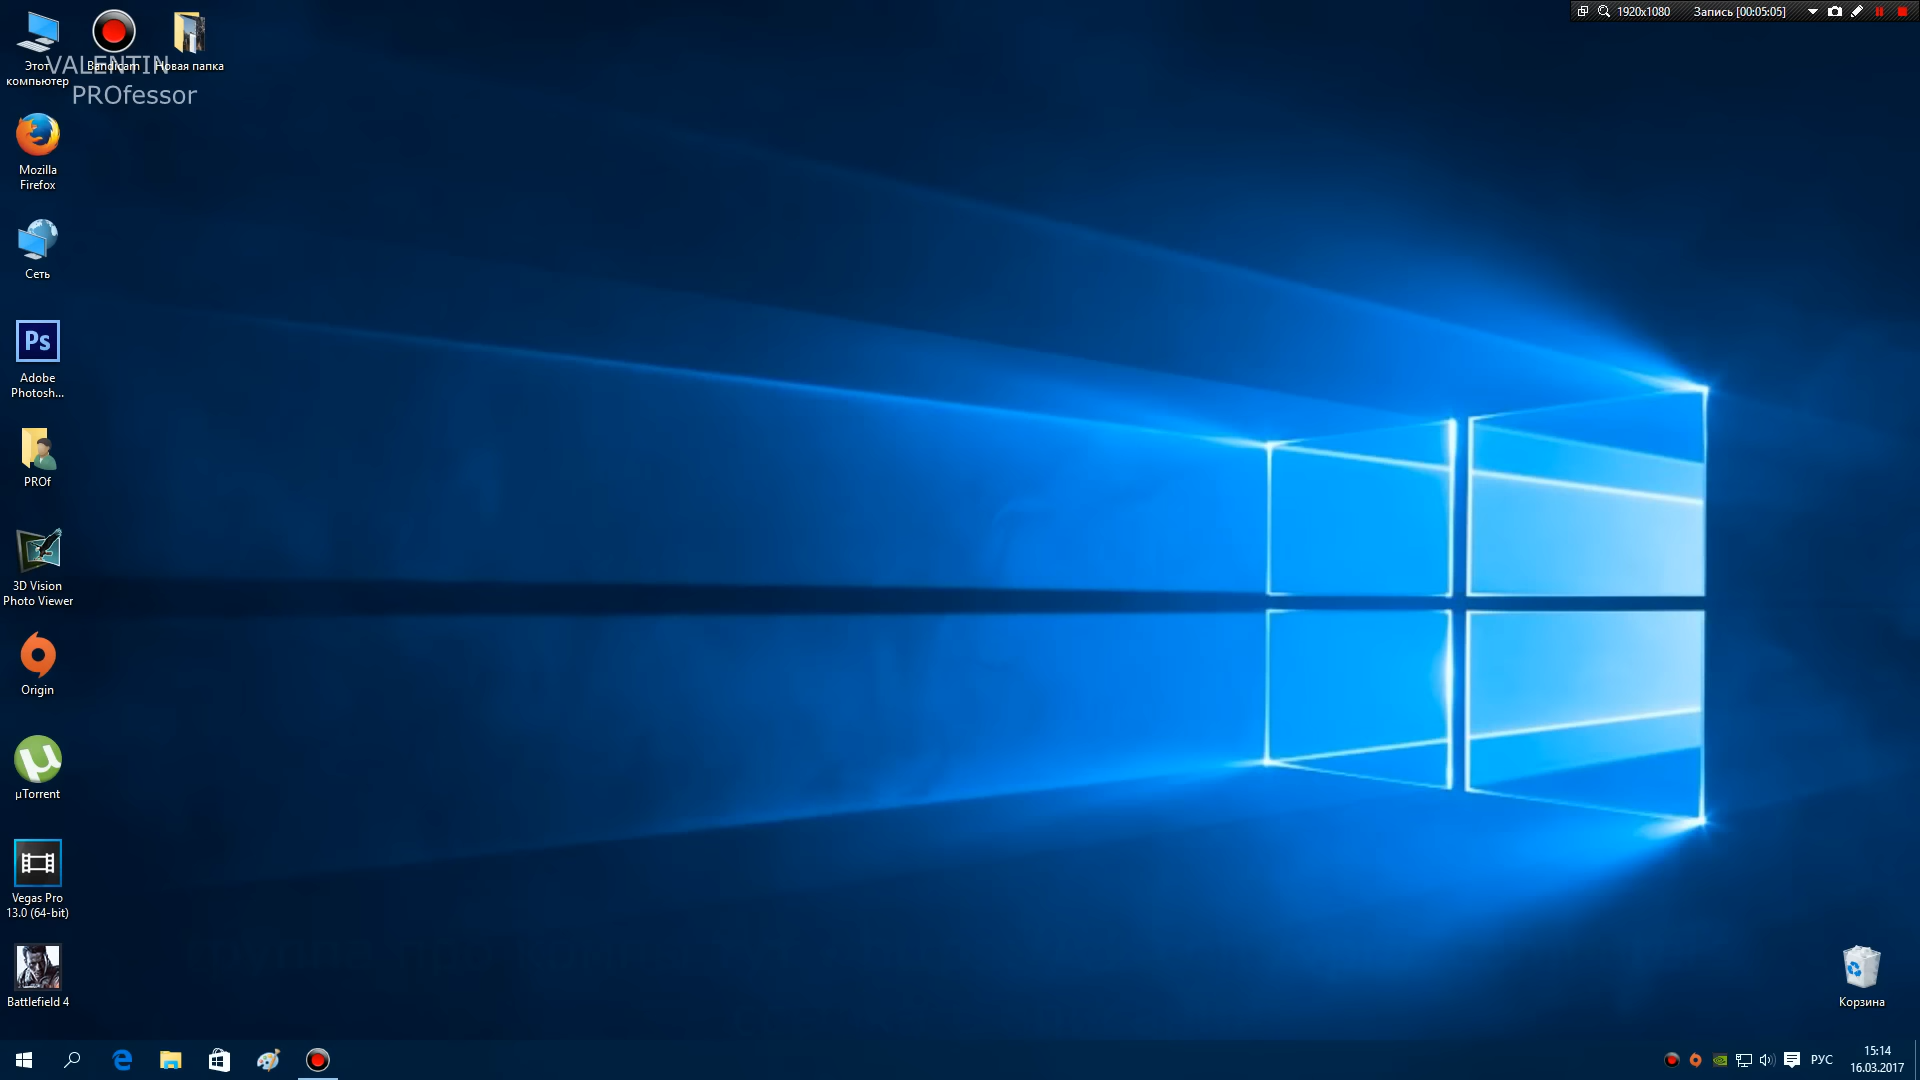 1920x1080 Запись [00:05:05]
Этот
компьютер
Bandicam
Новая папка
VALENTIN
PROfessor
Mozilla
Firefox
Сеть
Ps
Adobe
Photosh...
PROf
3D Vision
Photo Viewer
Origin
µTorrent
Vegas Pro
13.0 (64-bit)
Battlefield 4
Корзина
РУС
15:14
16.03.2017